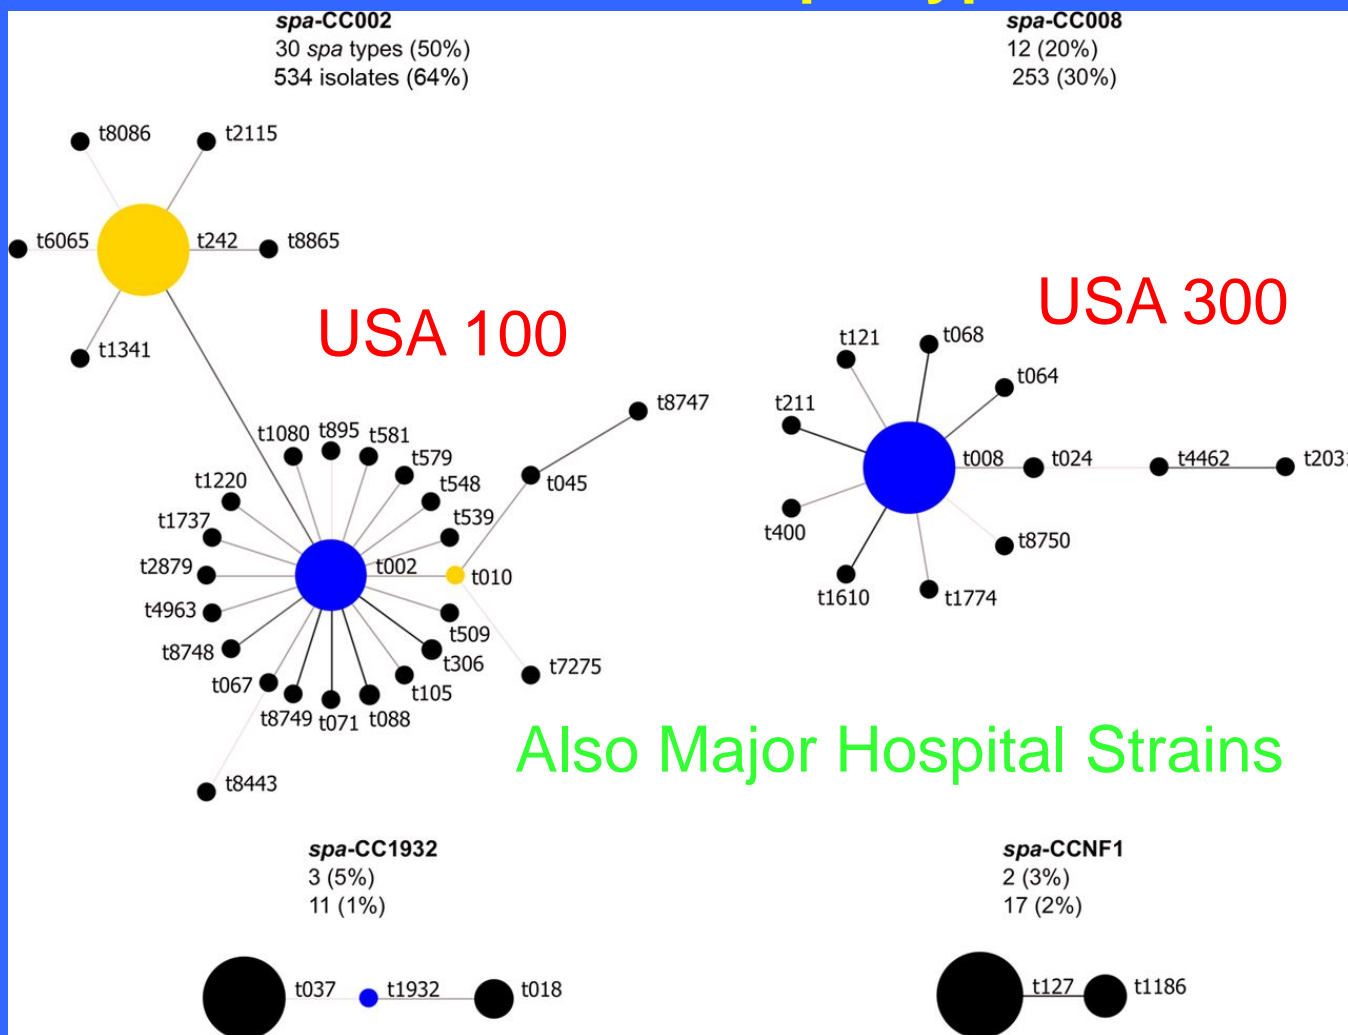 spa-CC002
30 spa types (50%)
534 isolates (64%)
spa-CC008
12 (20%)
253 (30%)
t8086
t2115
t6065
t242
t8865
t1341
USA 100
USA 300
t121
t068
t064
t211
t008
t024
t4462
t2031
t400
t8750
t1610
t1774
t8747
t1080
t895
t581
t579
t548
t045
t1220
t539
t1737
t2879
t002
t010
t4963
t509
t8748
t306
t7275
t067
t105
t8749
t071
t088
t8443
Also Major Hospital Strains
spa-CC1932
3 (5%)
11 (1%)
spa-CCNF1
2 (3%)
17 (2%)
t037
t1932
t018
t127
t1186